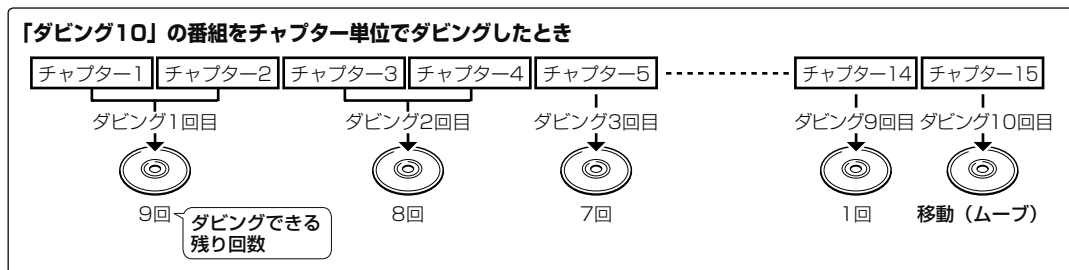 「ダビング10」の番組をチャプター単位でダビングしたとき
チャプター1 チャプター2 チャプター3 チャプター4 チャプター5 チャプター14 チャプター15
ダビング1回目 ダビング2回目 ダビング3回目 ダビング9回目 ダビング10回目
9回 8回 7回 1回 移動（ムーブ）
ダビングできる
残り回数